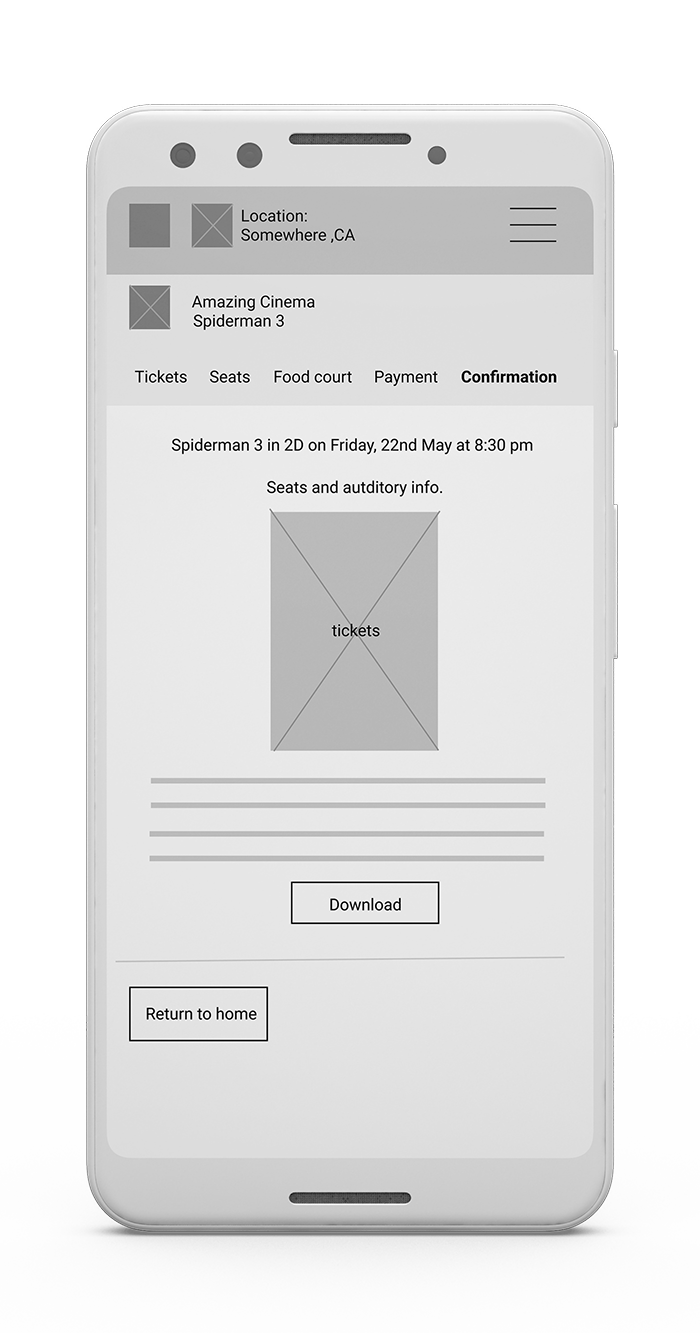 Location:
Somewhere ,CA
Amazing Cinema
Spiderman 3
Tickets Seats Food court Payment Confirmation
Spiderman 3 in 2D on Friday, 22nd May at 8:30 pm
Seats and autditory info.
tickets
Download
Return to home